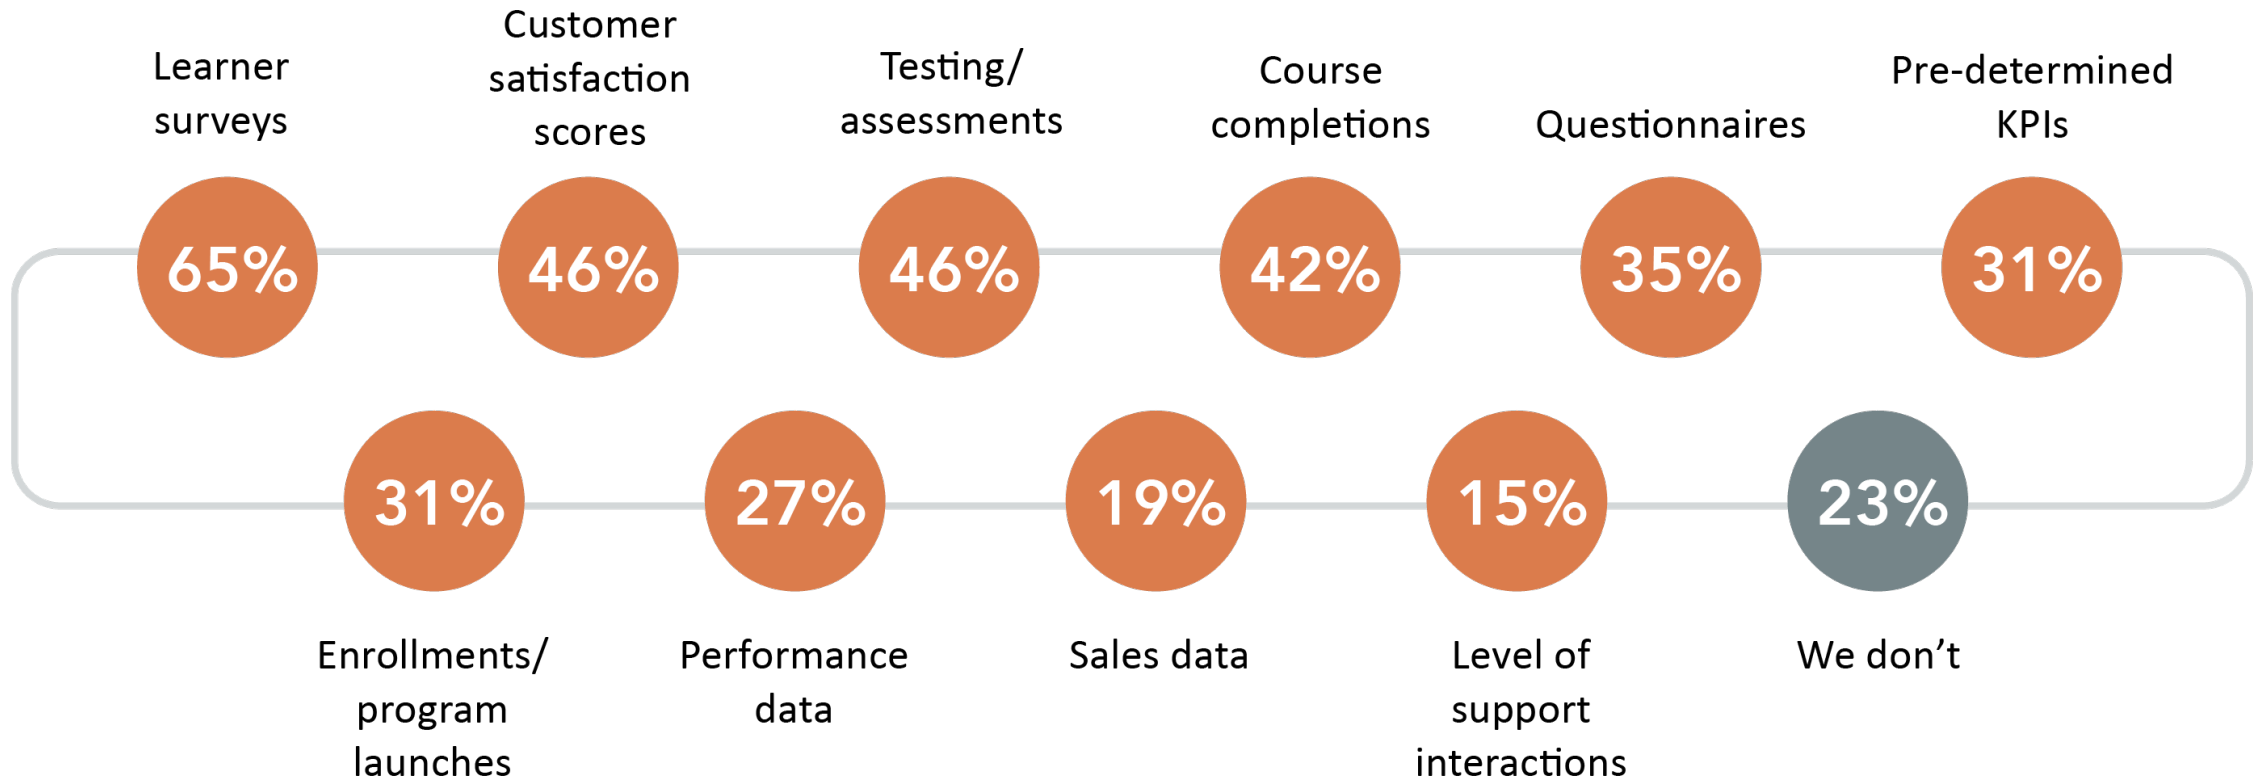 Learner
surveys
Customer
satisfaction
scores
Testing/
assessments
Course
completions
Questionnaires
Pre-determined
KPIs
65%
46%
46%
42%
35%
31%
31%
27%
19%
15%
23%
Enrollments/
program
launches
Performance
data
Sales data
Level of
support
interactions
We don’t